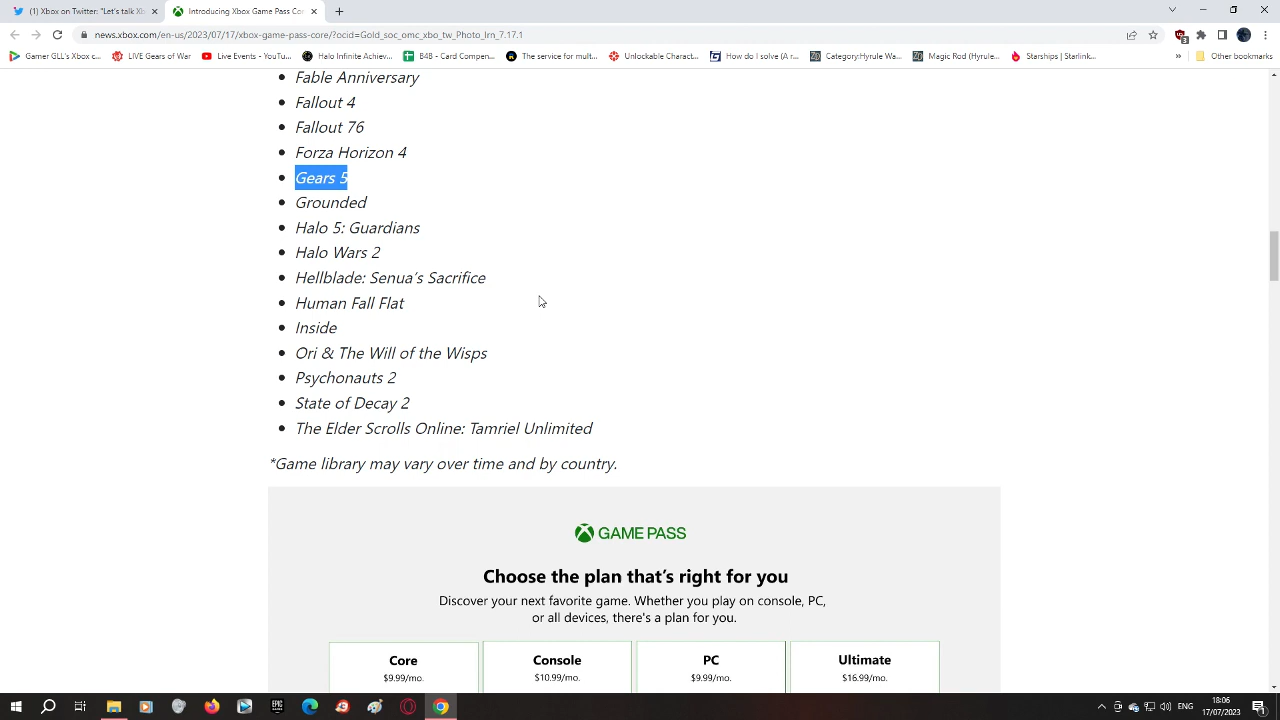 (1) Xbox on Twitter: "Let's talk Xb
Introducing Xbox Game Pass Cor
news.xbox.com/en-us/2023/07/17/xbox-game-pass-core/?ocid=Gold_soc_omc_xbo_tw_Photo_lrn_7.17.1
Gamer GLL's Xbox c...
LIVE Gears of War
Live Events - YouTu...
Halo Infinite Achiev...
B4B - Card Compen...
The service for mult...
Unlockable Charact...
How do I solve (A r...
Category:Hyrule Wa...
Magic Rod (Hyrule...
Starships | Starlink...
»
Other bookmarks
Fable Anniversary
Fallout 4
Fallout 76
Forza Horizon 4
Gears 5
Grounded
Halo 5: Guardians
Halo Wars 2
Hellblade: Senua's Sacrifice
Human Fall Flat
Inside
Ori & The Will of the Wisps
Psychonauts 2
State of Decay 2
The Elder Scrolls Online: Tamriel Unlimited
*Game library may vary over time and by country.
GAME PASS
Choose the plan that's right for you
Discover your next favorite game. Whether you play on console, PC,
or all devices, there's a plan for you.
Core
$9.99/mo.
Console
$10.99/mo.
PC
$9.99/mo.
Ultimate
$16.99/mo.
ENG
18:06
17/07/2023